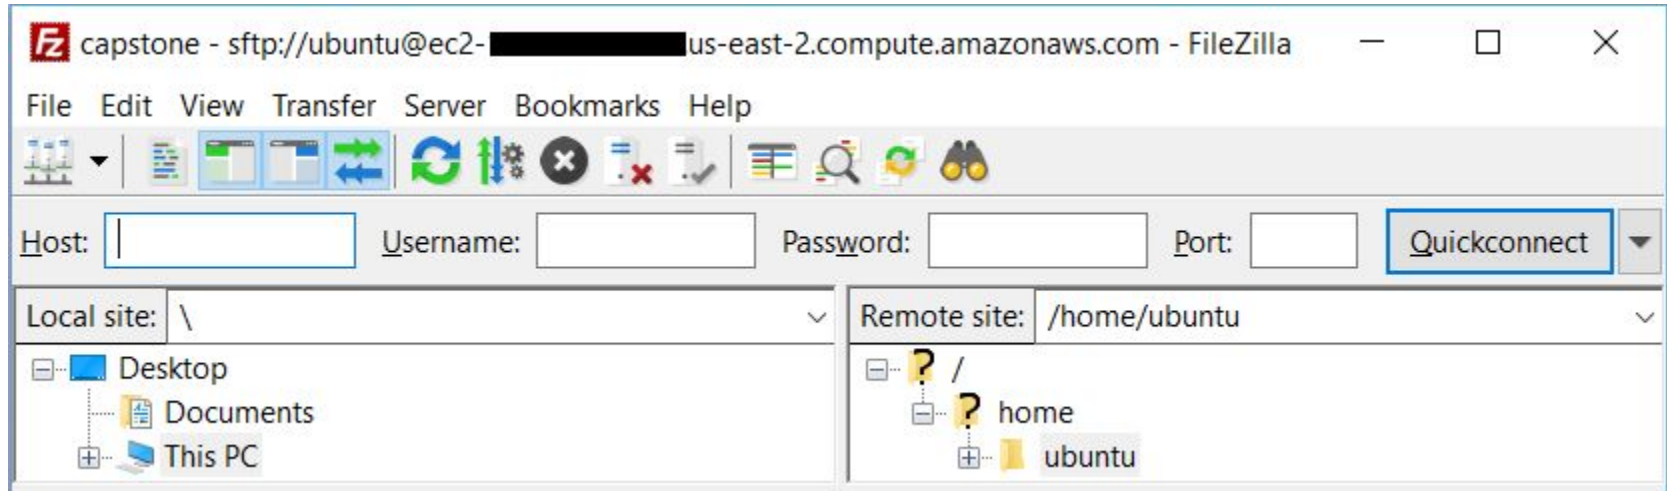 Fz capstone - sftp://ubuntu@ec2- us-east-2.compute.amazonaws.com - FileZilla
File Edit View Transfer Server Bookmarks Help
Host: Username: Password: Port: Quickconnect
Local site: \ Remote site: /home/ubuntu
Desktop
Documents
This PC
? /
? home
ubuntu